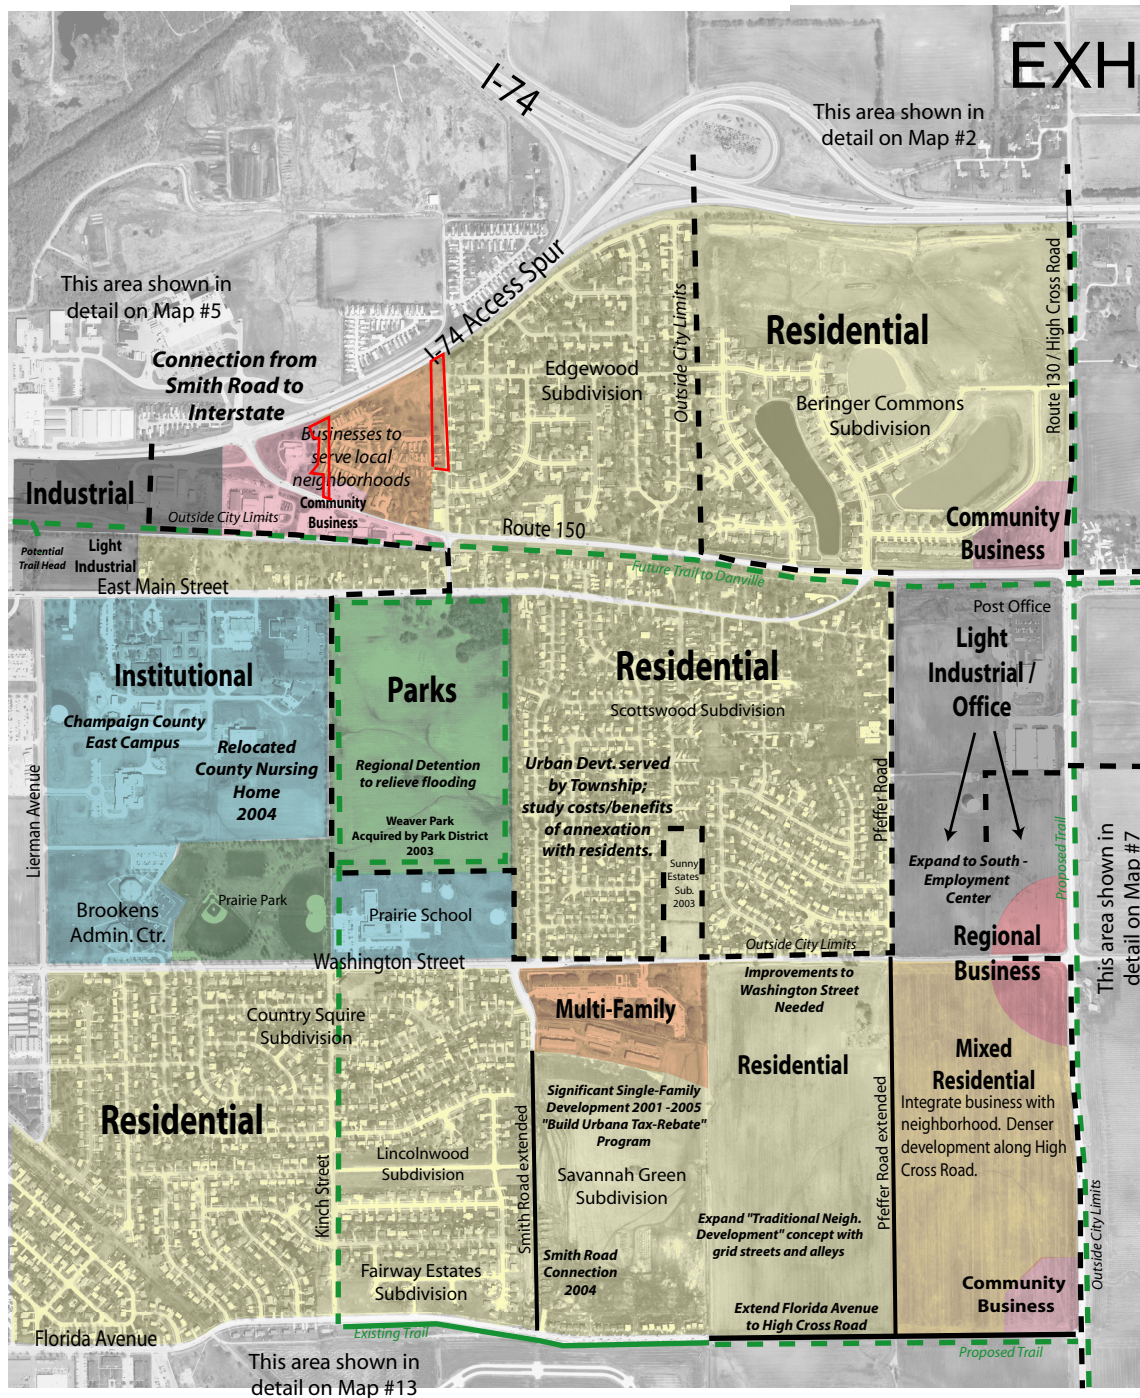 EXH
I-74
This area shown in
detail on Map #2
This area shown in
detail on Map #5
I-74 Access Spur
Connection from
Smith Road to
Interstate
Edgewood
Subdivision
Outside City Limits
Residential
Beringer Commons
Subdivision
Route 130 / High Cross Road
Businesses to
serve local
neighborhoods
Industrial
Outside City Limits
Community
Business
Route 150
Community
Business
Potential
Trail Head
Light
Industrial
East Main Street
Future Trail to Danville
Post Office
Institutional
Champaign County
East Campus
Relocated
County Nursing
Home
2004
Parks
Regional Detention
to relieve flooding
Weaver Park
Acquired by Park District
2003
Residential
Scottswood Subdivision
Urban Devt. served
by Township;
study costs/benefits
of annexation
with residents.
Sunny
Estates
Sub.
2003
Pfeffer Road
Light
Industrial /
Office
Expand to South -
Employment
Center
Proposed Trail
This area shown in
detail on Map #7
Lierman Avenue
Brookens
Admin. Ctr.
Prairie Park
Prairie School
Outside City Limits
Regional
Business
Washington Street
Country Squire
Subdivision
Multi-Family
Improvements to
Washington Street
Needed
Residential
Mixed
Residential
Integrate business with
neighborhood. Denser
development along High
Cross Road.
Residential
Significant Single-Family
Development 2001 -2005
"Build Urbana Tax-Rebate"
Program
Lincolnwood
Subdivision
Kinch Street
Smith Road extended
Savannah Green
Subdivision
Pfeffer Road extended
Expand "Traditional Neigh.
Development" concept with
grid streets and alleys
Smith Road
Connection
2004
Fairway Estates
Subdivision
Community
Business
Outside City Limits
Extend Florida Avenue
to High Cross Road
Florida Avenue
Existing Trail
Proposed Trail
This area shown in
detail on Map #13